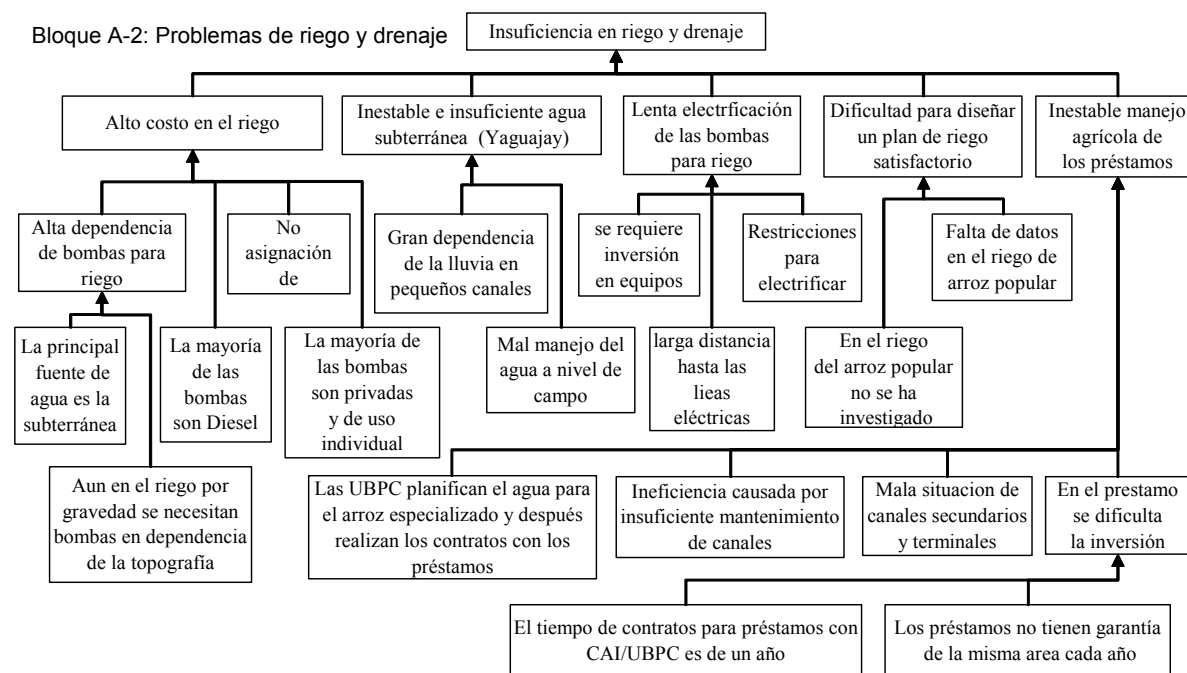 Bloque A-2: Problemas de riego y drenaje
Insuficiencia en riego y drenaje
Alto costo en el riego
Inestable e insuficiente agua
subterránea (Yaguajay)
Lenta electrficación
de las bombas
para riego
Dificultad para diseñar
un plan de riego
satisfactorio
Inestable manejo
agrícola de
los préstamos
Alta dependencia
de bombas para
riego
No
asignación
de
Gran dependencia
de la lluvia en
pequeños canales
se requiere
inversión
en equipos
Restricciones
para
electrificar
Falta de datos
en el riego de
arroz popular
La principal
fuente de
agua es la
subterránea
La mayoría
de las
bombas
son Diesel
La mayoría de
las bombas
son privadas
y de uso
individual
Mal manejo del
agua a nivel de
campo
larga distancia
hasta las
lieas
eléctricas
En el riego
del arroz popular
no se ha
investigado
Aun en el riego por
gravedad se necesitan
bombas en dependencia
de la topografía
Las UBPC planifican el agua para
el arroz especializado y después
realizan los contratos con los
préstamos
Ineficiencia causada por
insuficiente mantenimiento
de canales
Mala situacion de
canales secundarios
y terminales
En el prestamo
se dificulta
la inversión
El tiempo de contratos para préstamos con
CAI/UBPC es de un año
Los préstamos no tienen garantía
de la misma area cada año